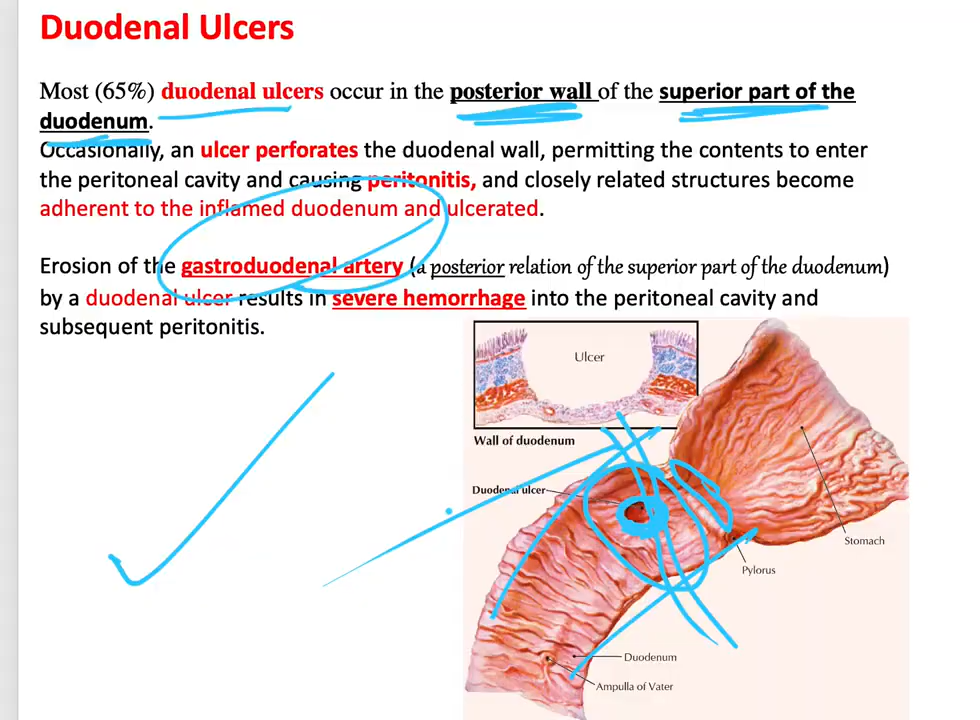 Duodenal Ulcers
Most (65%) duodenal ulcers occur in the posterior wall of the superior part of the
duodenum.
Occasionally, an ulcer perforates the duodenal wall, permitting the contents to enter
the peritoneal cavity and causing peritonitis, and closely related structures become
adherent to the inflamed duodenum and ulcerated.
Erosion of the gastroduodenal artery (a posterior relation of the superior part of the duodenum)
by a duodenal ulcer results in severe hemorrhage into the peritoneal cavity and
subsequent peritonitis.
Ulcer
Wall of duodenum
Duodenal ulcer
Stomach
Pylorus
Duodenum
Ampulla of Vater